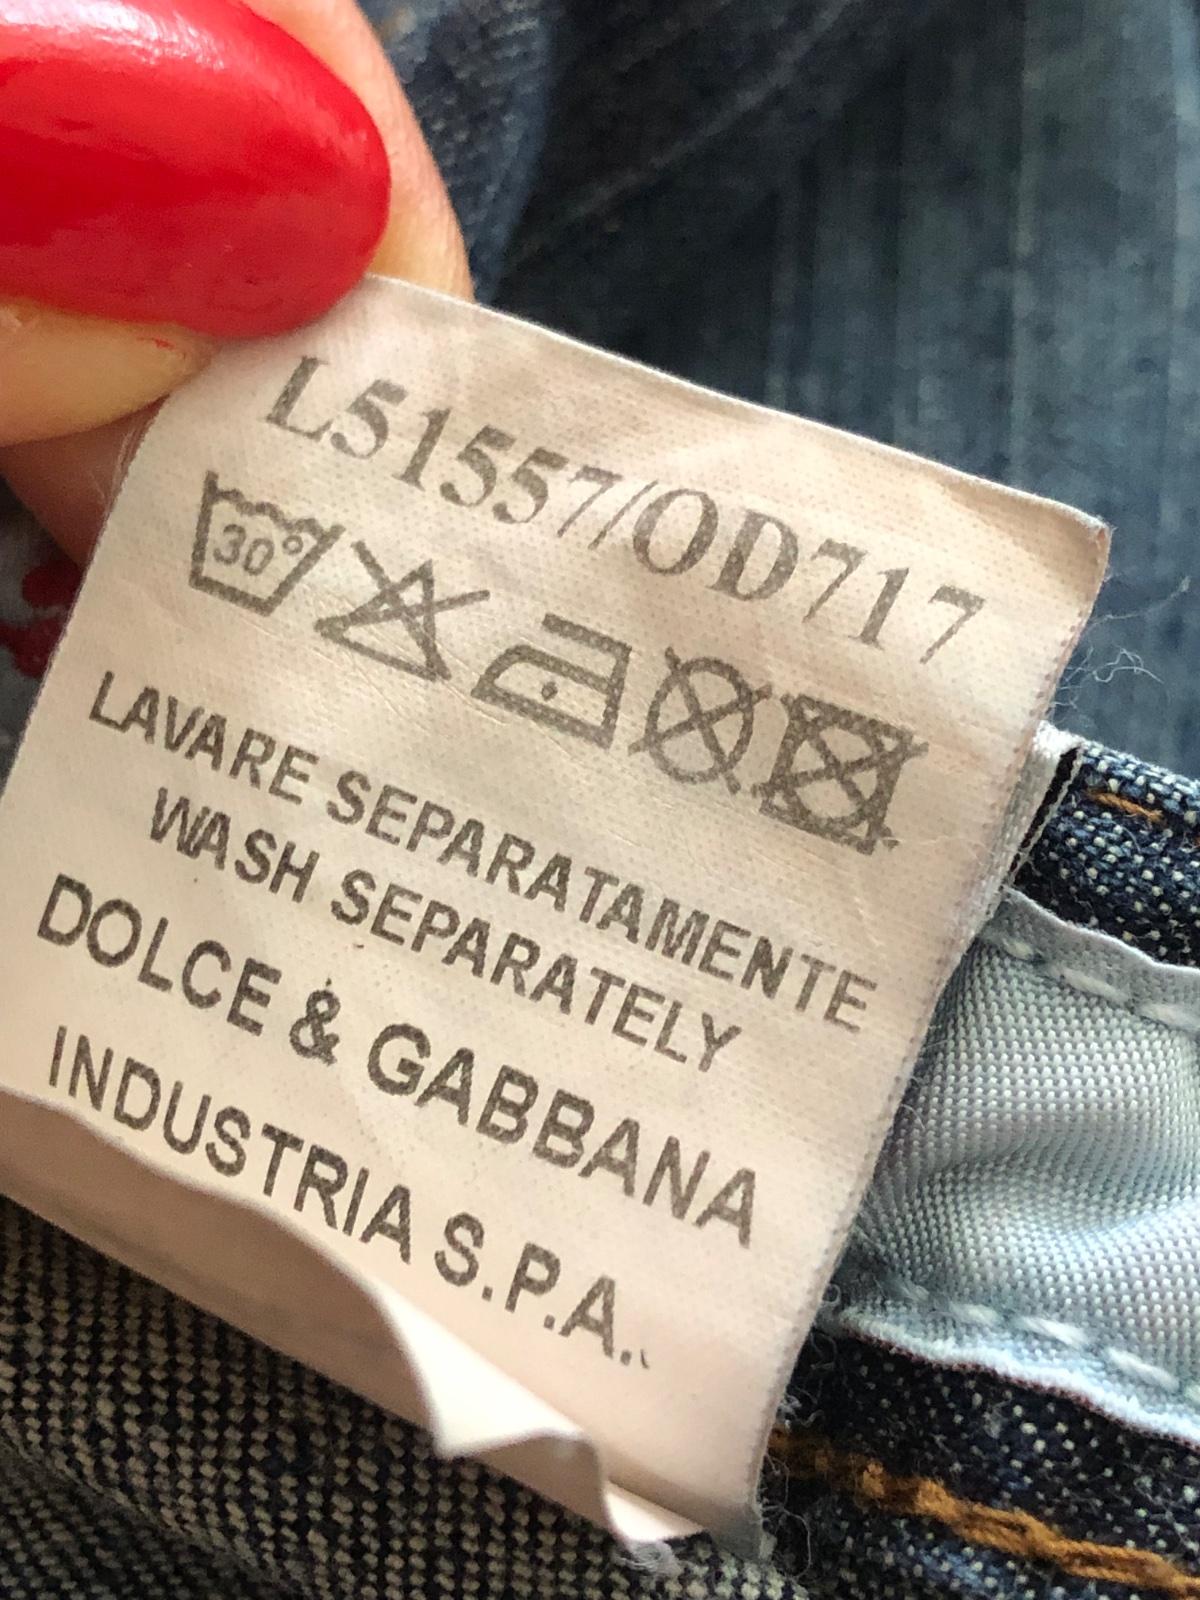 L51557/OD717
30°
LAVARE SEPARATAMENTE
WASH SEPARATELY
DOLCE & GABBANA
INDUSTRIA S.P.A.